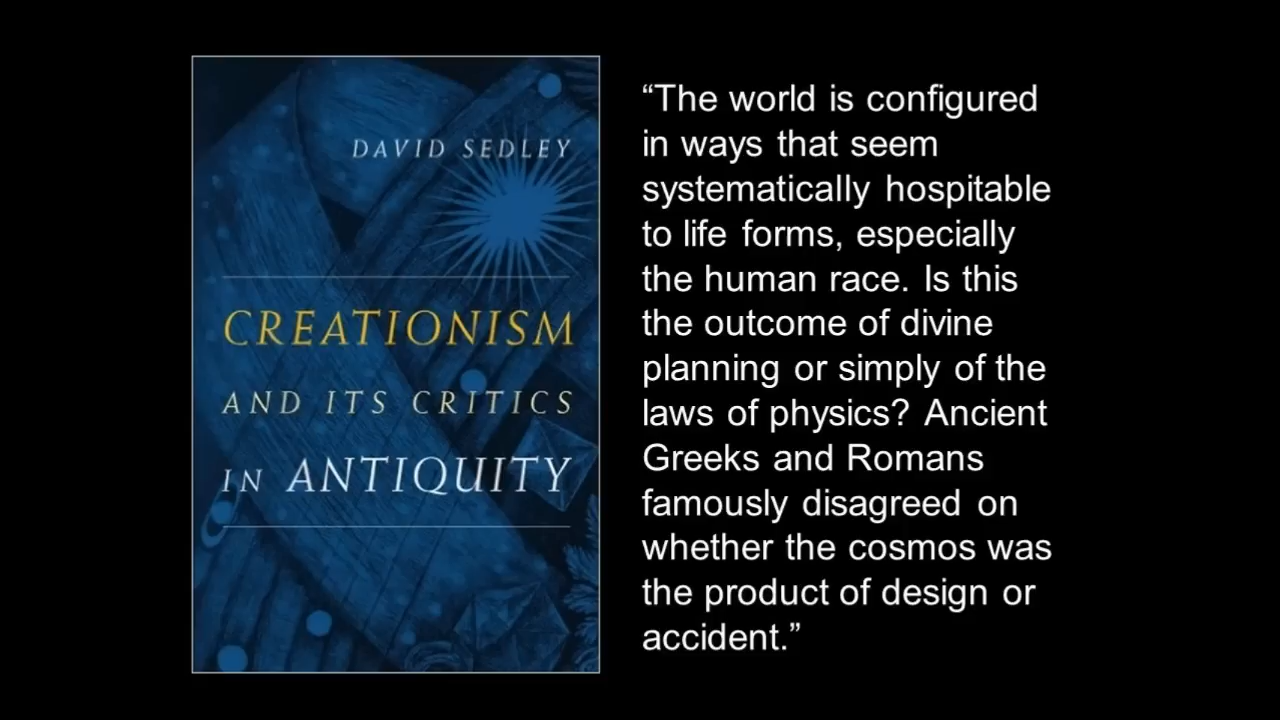 DAVID SEDLEY
CREATIONISM
AND ITS CRITICS
IN ANTIQUITY
“The world is configured
in ways that seem
systematically hospitable
to life forms, especially
the human race. Is this
the outcome of divine
planning or simply of the
laws of physics? Ancient
Greeks and Romans
famously disagreed on
whether the cosmos was
the product of design or
accident.”